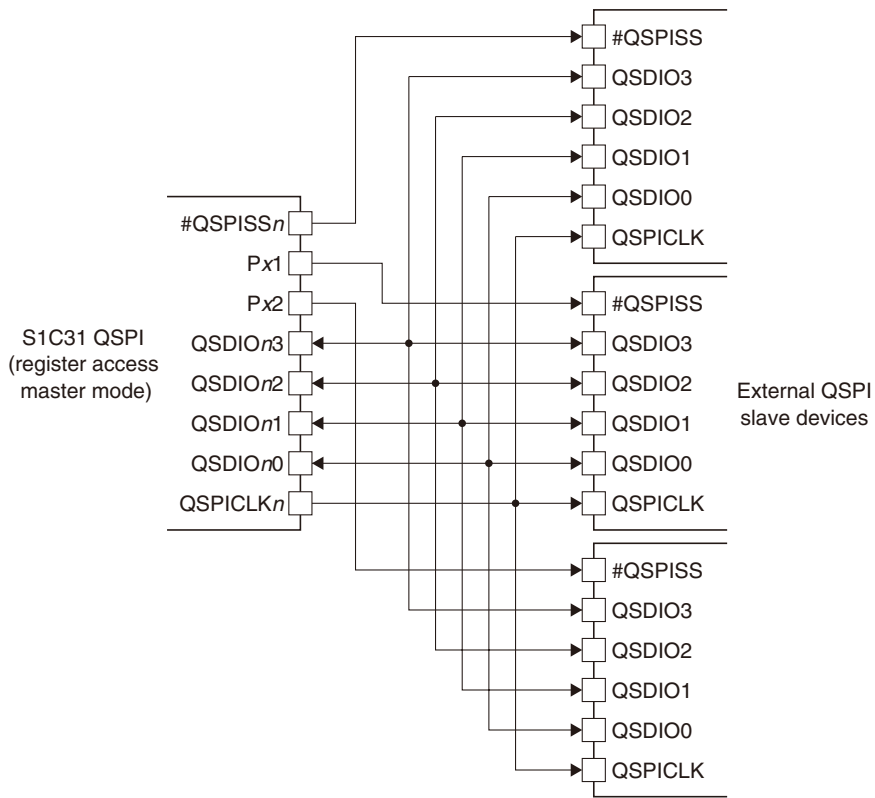 #QSPISS
QSDIO3
QSDIO2
QSDIO1
QSDIO0
QSPICLK
#QSPISSn
Px1
Px2
QSDIOn3
QSDIOn2
QSDIOn1
QSDIOn0
QSPICLKn
S1C31 QSPI
(register access
master mode)
#QSPISS
QSDIO3
QSDIO2
QSDIO1
QSDIO0
QSPICLK
External QSPI
slave devices
#QSPISS
QSDIO3
QSDIO2
QSDIO1
QSDIO0
QSPICLK